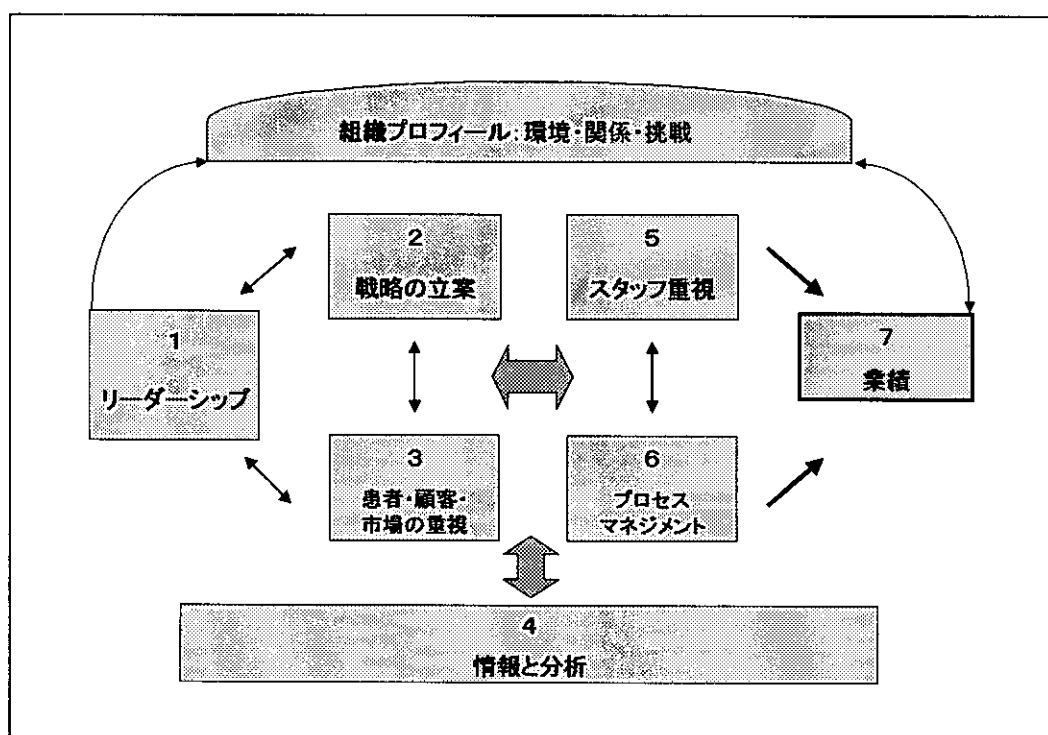 組織プロフィール:環境・関係・挑戦
2
戦略の立案
5
スタッフ重視
1
リーダーシップ
7
業績
3
患者・顧客・
市場の重視
6
プロセス
マネジメント
4
情報と分析